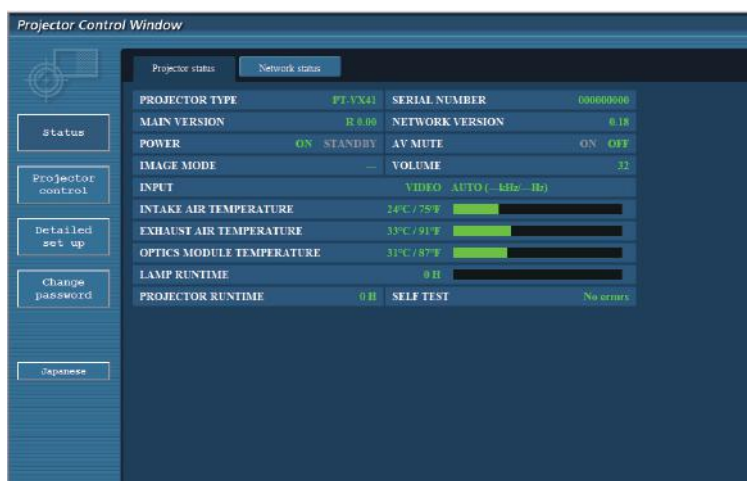 Projector Control Window
Projector status Network status
PROJECTOR TYPE PT-VX41 SERIAL NUMBER 000000000
MAIN VERSION R 0.00 NETWORK VERSION 0.18
POWER ON STANDBY AV MUTE ON OFF
IMAGE MODE --- VOLUME 32
INPUT VIDEO AUTO (---kHz/---Hz)
INTAKE AIR TEMPERATURE 24°C / 75°F
EXHAUST AIR TEMPERATURE 33°C / 91°F
OPTICS MODULE TEMPERATURE 31°C / 87°F
LAMP RUNTIME 0 H
PROJECTOR RUNTIME 0 H SELF TEST No errors
Status
Projector
control
Detailed
set up
Change
password
Japanese